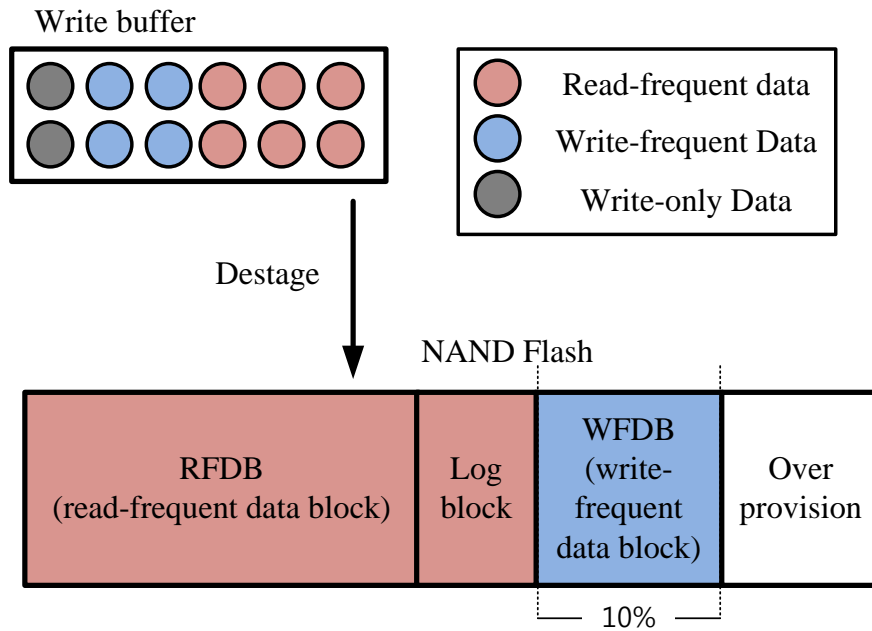 Write buffer
Read-frequent data
Write-frequent Data
Write-only Data
Destage
NAND Flash
RFDB
(read-frequent data block)
Log
block
WFDB
(write-
frequent
data block)
Over
provision
10%